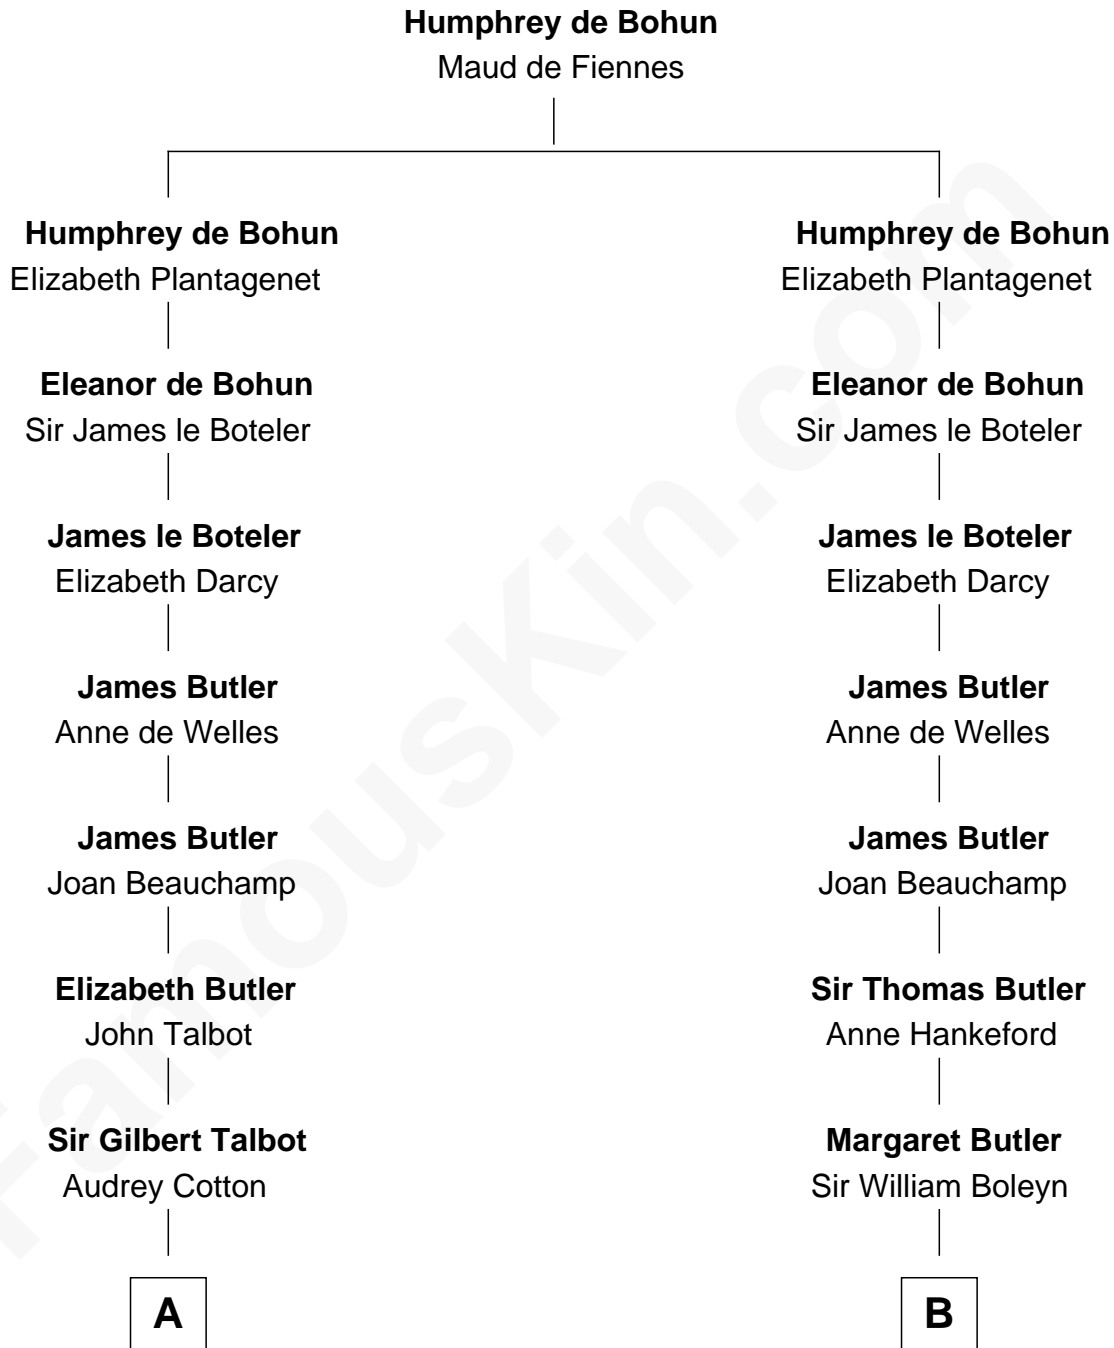 Humphrey de Bohun
Maud de Fiennes
Humphrey de Bohun
Elizabeth Plantagenet
Eleanor de Bohun
Sir James le Boteler
James le Boteler
Elizabeth Darcy
James Butler
Anne de Welles
James Butler
Joan Beauchamp
Elizabeth Butler
John Talbot
Sir Gilbert Talbot
Audrey Cotton
A
Humphrey de Bohun
Elizabeth Plantagenet
Eleanor de Bohun
Sir James le Boteler
James le Boteler
Elizabeth Darcy
James Butler
Anne de Welles
James Butler
Joan Beauchamp
Sir Thomas Butler
Anne Hankeford
Margaret Butler
Sir William Boleyn
B
FamousKin.com